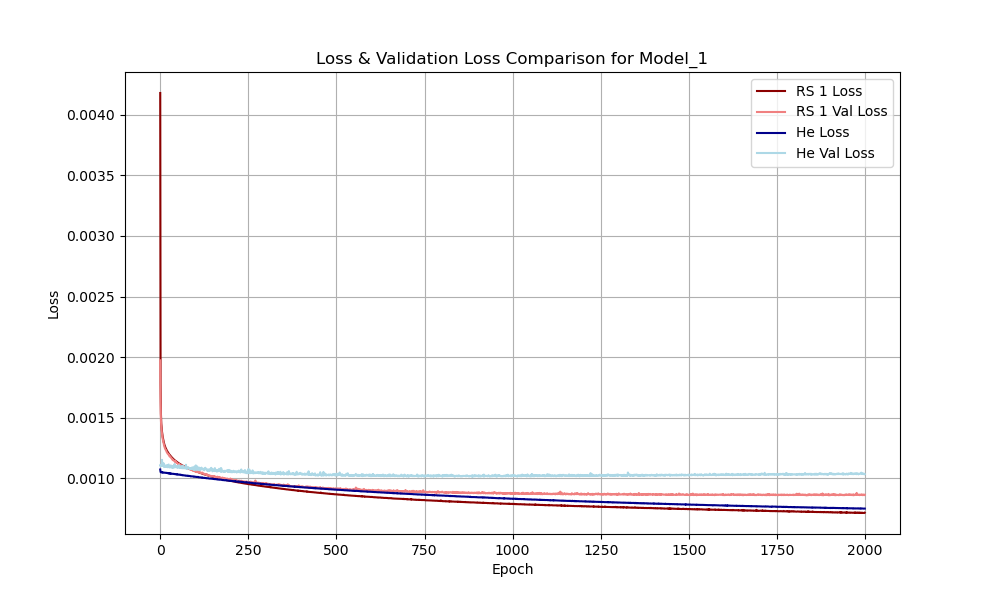 Loss & Validation Loss Comparison for Model_1
RS 1 Loss
RS 1 Val Loss
He Loss
He Val Loss
0.0040
0.0035
0.0030
0.0025
0.0020
0.0015
0.0010
Loss
0 250 500 750 1000 1250 1500 1750 2000
Epoch